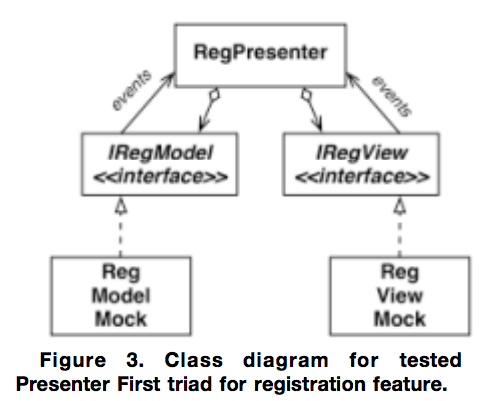 RegPresenter
events
events
IRegModel
<<interface>>
IRegView
<<interface>>
Reg
Model
Mock
Reg
View
Mock
Figure 3. Class diagram for tested
Presenter First triad for registration feature.